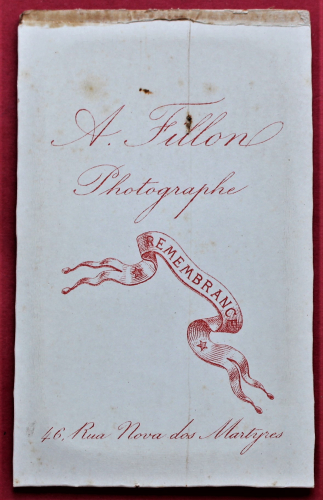 A. Fillon
Photographe
REMEMBRANCE
46, Rua Nova dos Martyres